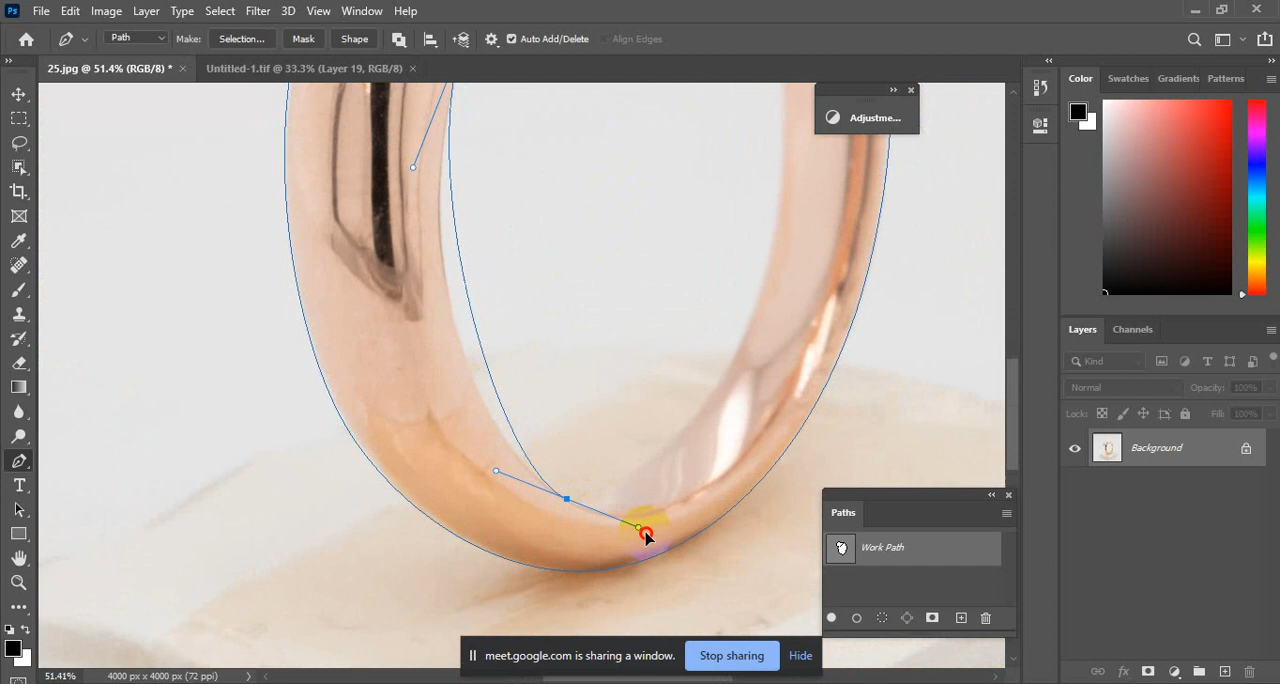 Ps File Edit Image Layer Type Select Filter 3D View Window Help
Path Make: Selection... Mask Shape Auto Add/Delete Align Edges
25.jpg @ 51.4% (RGB/8) * × Untitled-1.tif @ 33.3% (Layer 19, RGB/8) ×
Color Swatches Gradients Patterns
Adjustme...
Layers Channels
Kind
Normal Opacity: 100%
Lock: Fill: 100%
Background
Paths
Work Path
meet.google.com is sharing a window. Stop sharing Hide
51.41% 4000 px x 4000 px (72 ppi)